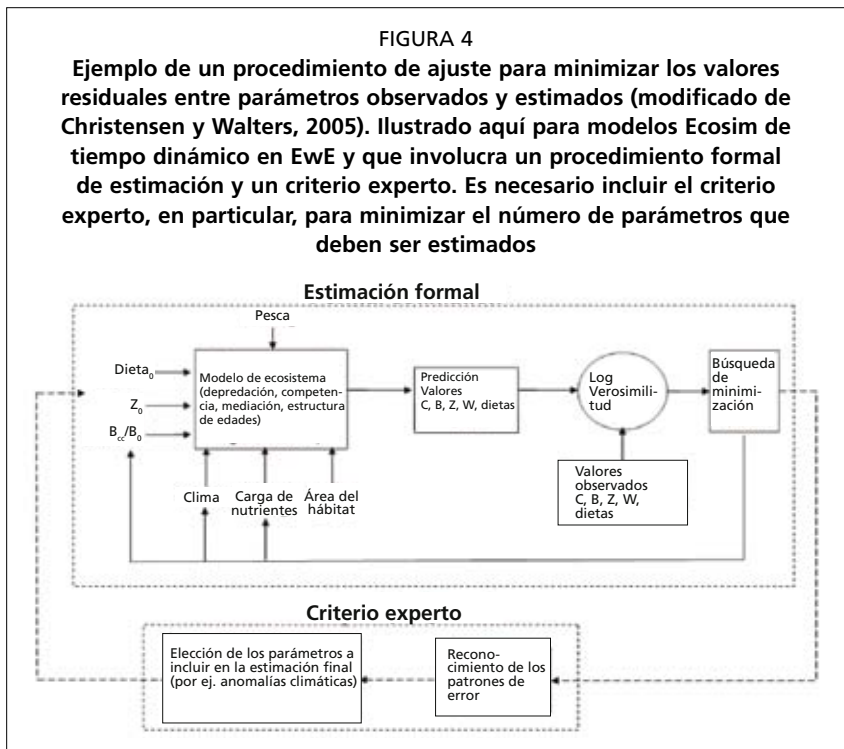 FIGURA 4
Ejemplo de un procedimiento de ajuste para minimizar los valores
residuales entre parámetros observados y estimados (modificado de
Christensen y Walters, 2005). Ilustrado aquí para modelos Ecosim de
tiempo dinámico en EwE y que involucra un procedimiento formal
de estimación y un criterio experto. Es necesario incluir el criterio
experto, en particular, para minimizar el número de parámetros que
deben ser estimados
Estimación formal
Pesca
Dieta₀
Z₀
B_cc/B₀
Modelo de ecosistema
(depredación, competen-
cia, mediación, estructura
de edades)
Predicción
Valores
C, B, Z, W, dietas
Log
Verosimili-
tud
Búsqueda
de
minimi-
zación
Valores
observados
C, B, Z, W,
dietas
Clima
Carga de
nutrientes
Área del
hábitat
Criterio experto
Elección de los parámetros a
incluir en la estimación final
(por ej. anomalías climáticas)
Recono-
cimiento de los
patrones de
error